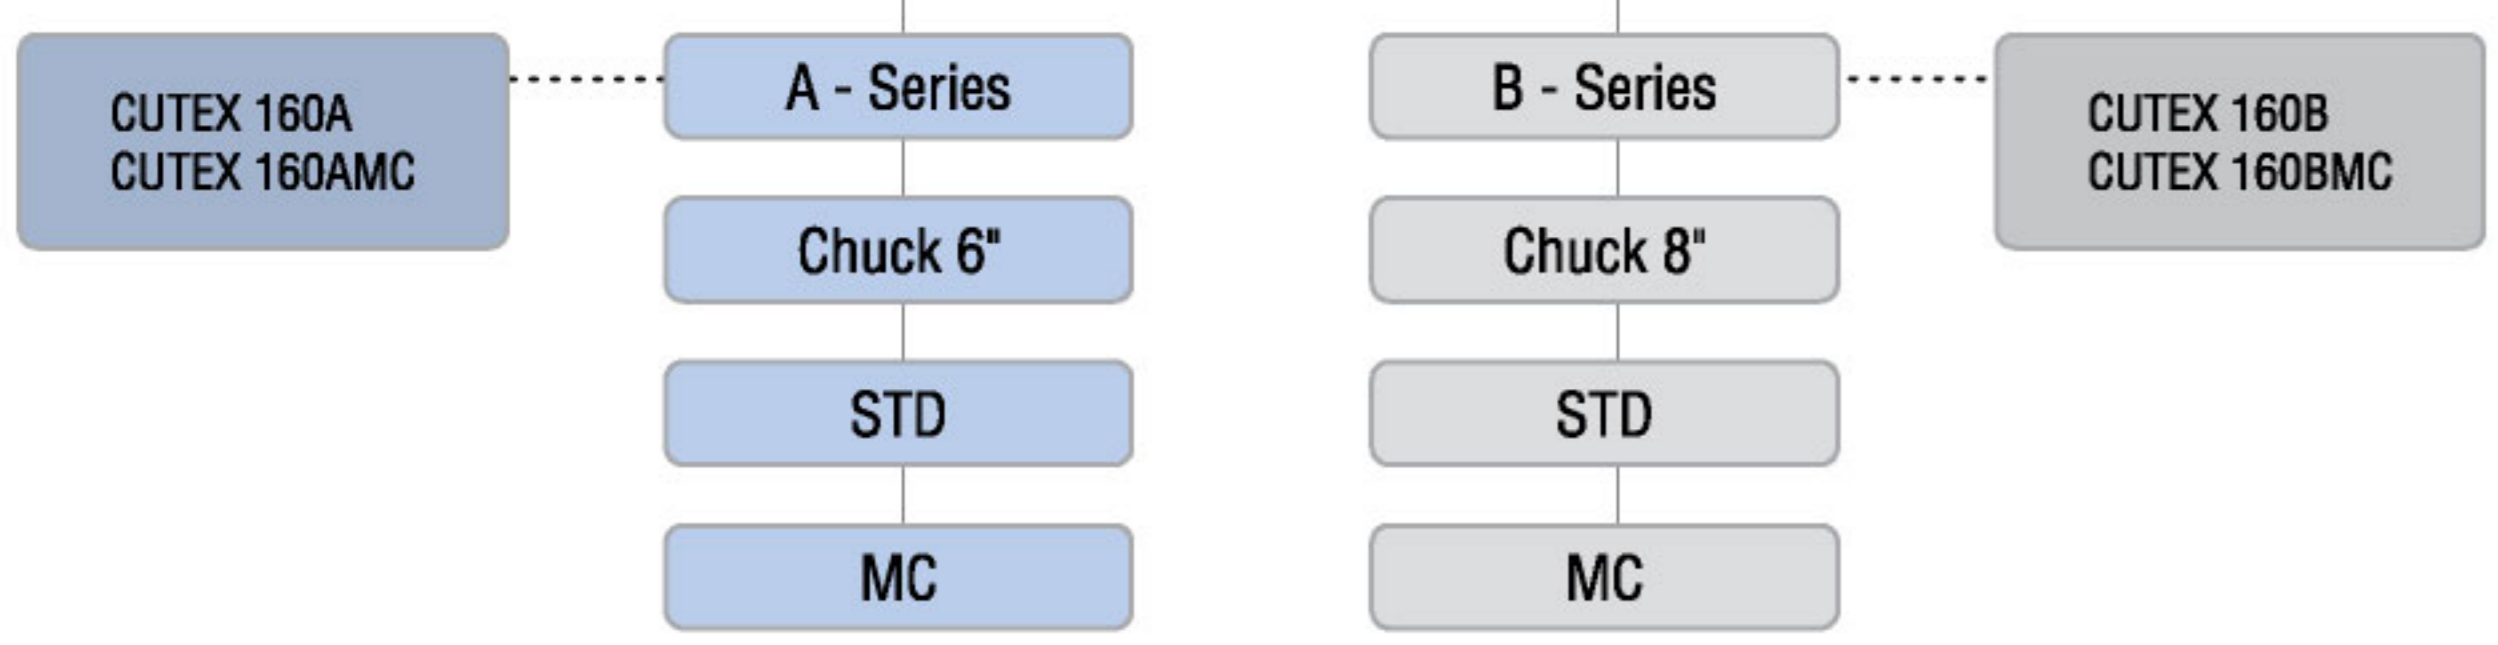 CUTEX 160A
CUTEX 160AMC
A - Series
Chuck 6"
STD
MC
B - Series
Chuck 8"
STD
MC
CUTEX 160B
CUTEX 160BMC